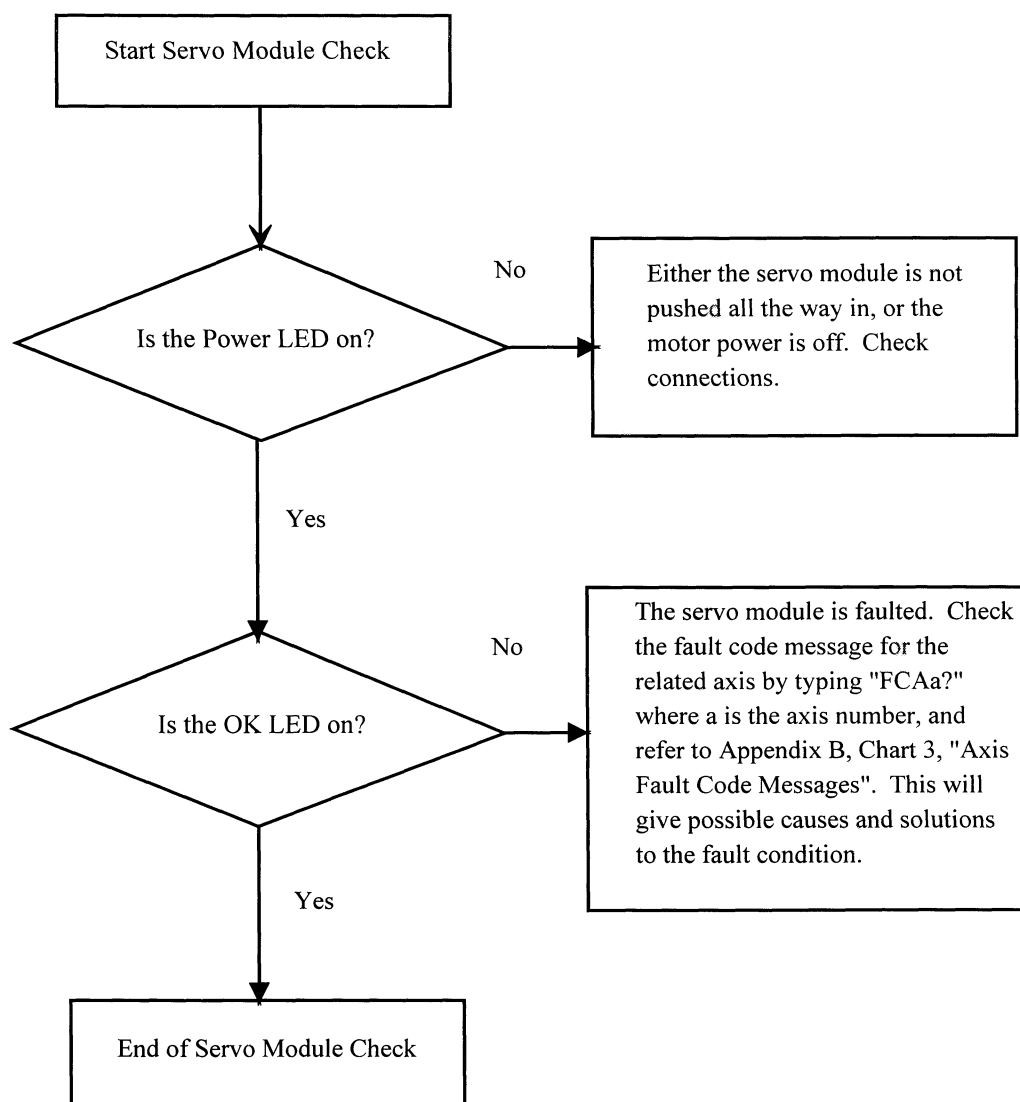 Start Servo Module Check
No
Either the servo module is not
pushed all the way in, or the
motor power is off.  Check
connections.
Is the Power LED on?
Yes
No
The servo module is faulted.  Check
the fault code message for the
related axis by typing "FCAa?"
where a is the axis number, and
refer to Appendix B, Chart 3, "Axis
Fault Code Messages".  This will
give possible causes and solutions
to the fault condition.
Is the OK LED on?
Yes
End of Servo Module Check